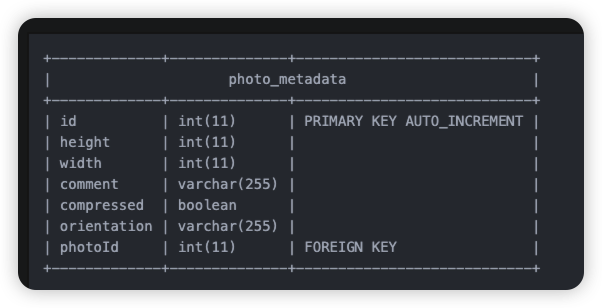 +-------------+--------------+----------------------------+
|                     photo_metadata                      |
+-------------+--------------+----------------------------+
| id          | int(11)      | PRIMARY KEY AUTO_INCREMENT |
| height      | int(11)      |                            |
| width       | int(11)      |                            |
| comment     | varchar(255) |                            |
| compressed  | boolean      |                            |
| orientation | varchar(255) |                            |
| photoId     | int(11)      | FOREIGN KEY                |
+-------------+--------------+----------------------------+